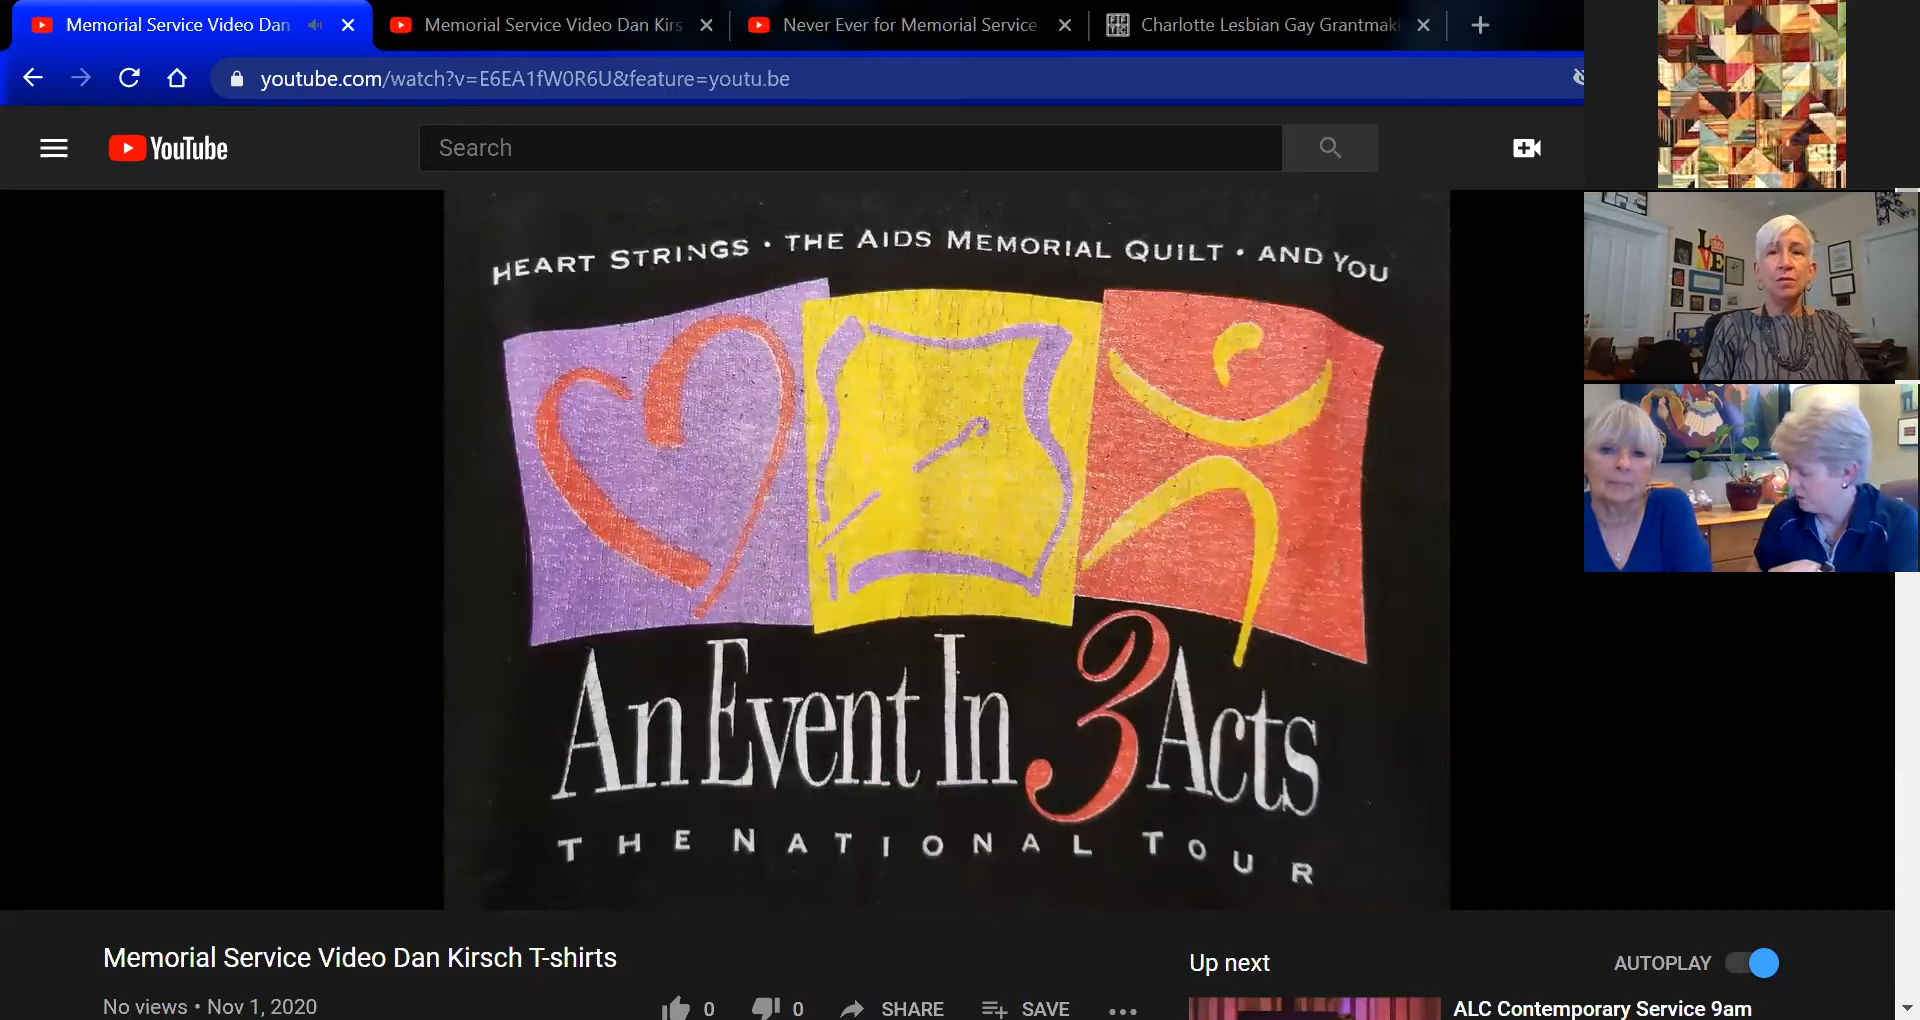 Memorial Service Video Dan
Memorial Service Video Dan Kirs
Never Ever for Memorial Service
Charlotte Lesbian Gay Grantmak
youtube.com/watch?v=E6EA1fW0R6U&feature=youtu.be
YouTube
Search
LOVE
HEART STRINGS • THE AIDS MEMORIAL QUILT • AND YOU
An Event In 3 Acts
THE NATIONAL TOUR
Memorial Service Video Dan Kirsch T-shirts
No views • Nov 1, 2020
0
0
SHARE
SAVE
Up next
AUTOPLAY
ALC Contemporary Service 9am